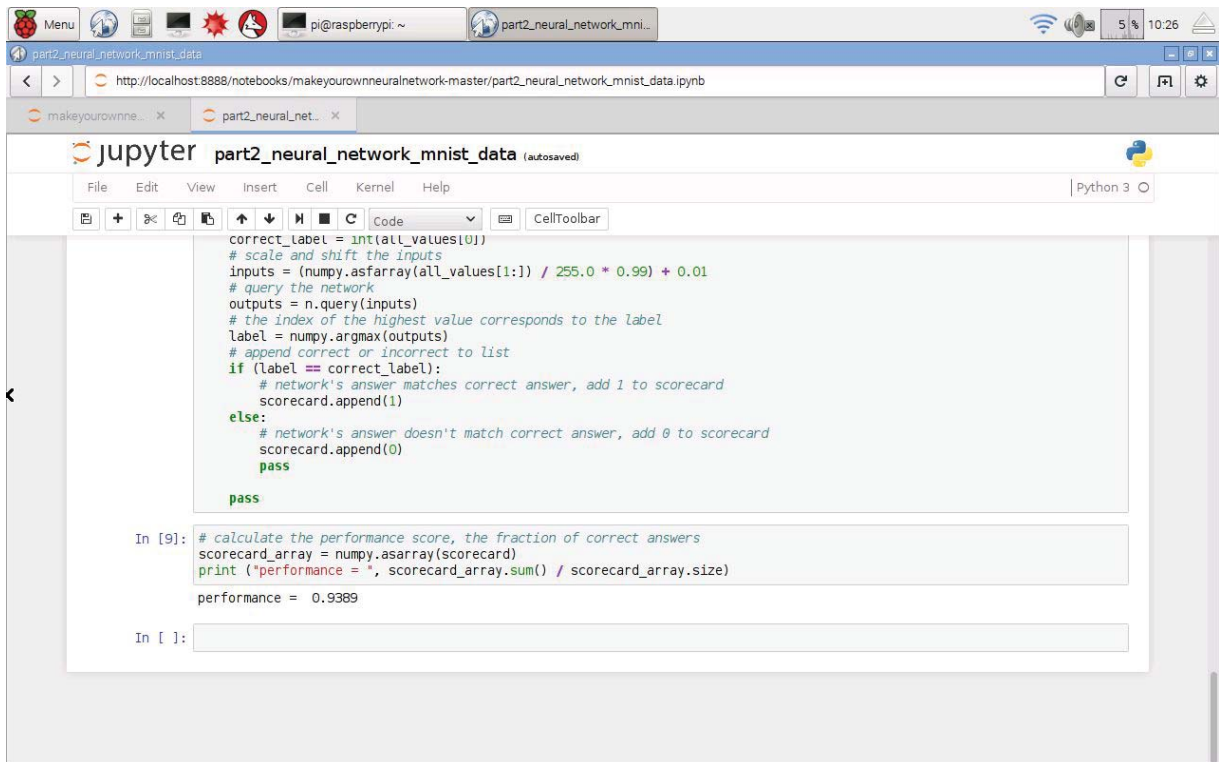 Menu
pi@raspberrypi: ~
part2_neural_network_mni...
5 %
10:26
part2_neural_network_mnist_data
http://localhost:8888/notebooks/makeyourownneuralnetwork-master/part2_neural_network_mnist_data.ipynb
makeyourownne...
part2_neural_net...
jupyter part2_neural_network_mnist_data (autosaved)
File Edit View Insert Cell Kernel Help
Python 3
Code
CellToolbar
correct_label = int(all_values[0])
# scale and shift the inputs
inputs = (numpy.asfarray(all_values[1:]) / 255.0 * 0.99) + 0.01
# query the network
outputs = n.query(inputs)
# the index of the highest value corresponds to the label
label = numpy.argmax(outputs)
# append correct or incorrect to list
if (label == correct_label):
# network's answer matches correct answer, add 1 to scorecard
scorecard.append(1)
else:
# network's answer doesn't match correct answer, add 0 to scorecard
scorecard.append(0)
pass
pass
In [9]: # calculate the performance score, the fraction of correct answers
scorecard_array = numpy.asarray(scorecard)
print ("performance = ", scorecard_array.sum() / scorecard_array.size)
performance =  0.9389
In [ ]: